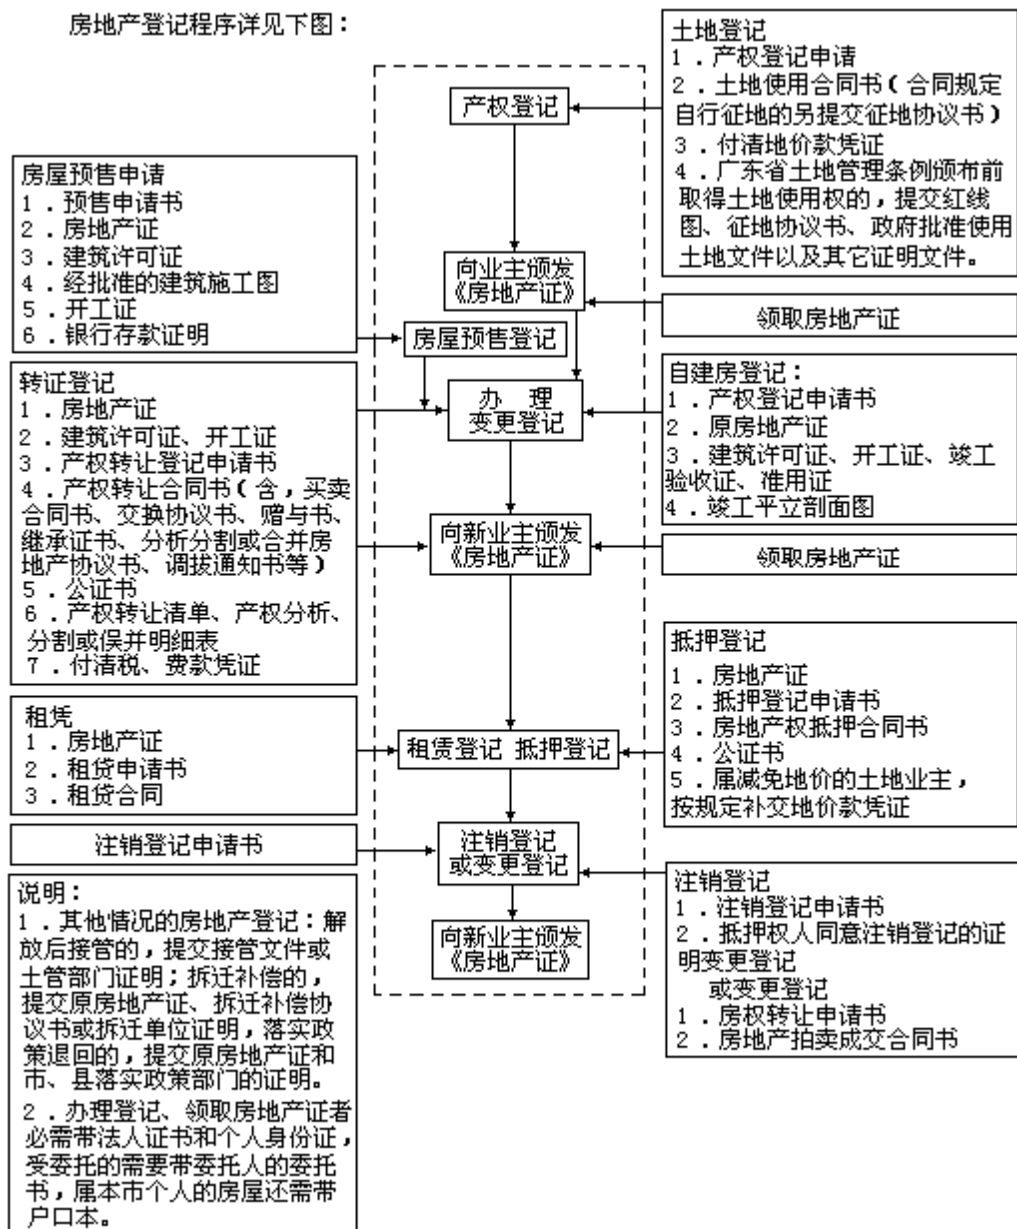 房地产登记程序详见下图：
土地登记
1．产权登记申请
2．土地使用合同书（合同规定
自行征地的另提交征地协议书）
3．付清地价款凭证
4．广东省土地管理条例颁布前
取得土地使用权的，提交红线
图、征地协议书、政府批准使用
土地文件以及其它证明文件。
产权登记
房屋预售申请
1．预售申请书
2．房地产证
3．建筑许可证
4．经批准的建筑施工图
5．开工证
6．银行存款证明
向业主颁发
《房地产证》
领取房地产证
房屋预售登记
转证登记
1．房地产证
2．建筑许可证、开工证
3．产权转让登记申请书
4．产权转让合同书（含，买卖
合同书、交换协议书、赠与书、
继承证书、分析分割或合并房
地产协议书、调拨通知书等）
5．公证书
6．产权转让清单、产权分析、
分割或俣并明细表
7．付清税、费款凭证
办 理
变更登记
自建房登记：
1．产权登记申请书
2．原房地产证
3．建筑许可证、开工证、竣工
验收证、准用证
4．竣工平立剖面图
向新业主颁发
《房地产证》
领取房地产证
抵押登记
1．房地产证
2．抵押登记申请书
3．房地产权抵押合同书
4．公证书
5．属减免地价的土地业主，
按规定补交地价款凭证
租凭
1．房地产证
2．租贷申请书
3．租贷合同
租赁登记 抵押登记
注销登记申请书
注销登记
或变更登记
注销登记
1．注销登记申请书
2．抵押权人同意注销登记的证
明变更登记
或变更登记
1．房权转让申请书
2．房地产拍卖成交合同书
向新业主颁发
《房地产证》
说明：
1．其他情况的房地产登记：解
放后接管的，提交接管文件或
土管部门证明；拆迁补偿的，
提交原房地产证、拆迁补偿协
议书或拆迁单位证明，落实政
策退回的，提交原房地产证和
市、县落实政策部门的证明。
2．办理登记、领取房地产证者
必需带法人证书和个人身份证，
受委托的需要带委托人的委托
书，属本市个人的房屋还需带
户口本。